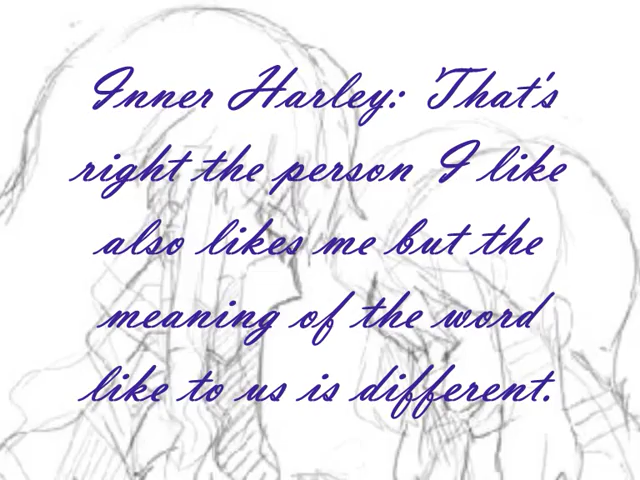 Inner Harley: That's
right the person I like
also likes me but the
meaning of the word
like to us is different.